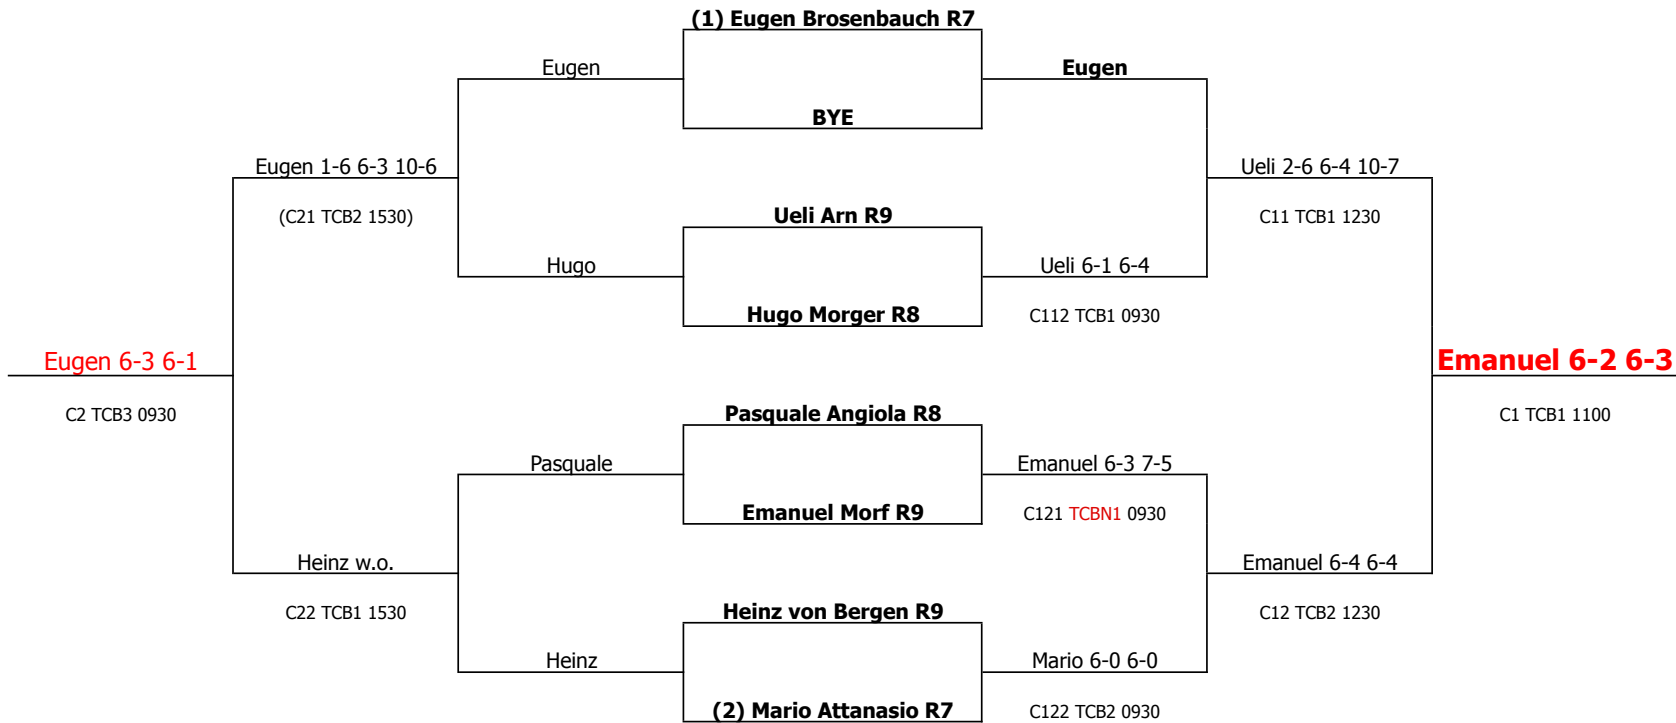 (1) Eugen Brosenbauch R7
Eugen
Eugen
BYE
Eugen 1-6 6-3 10-6
Ueli 2-6 6-4 10-7
(C21 TCB2 1530)
Ueli Arn R9
C11 TCB1 1230
Hugo
Ueli 6-1 6-4
Hugo Morger R8
C112 TCB1 0930
Eugen 6-3 6-1
Emanuel 6-2 6-3
C2 TCB3 0930
Pasquale Angiola R8
C1 TCB1 1100
Pasquale
Emanuel 6-3 7-5
Emanuel Morf R9
C121 TCBN1 0930
Heinz w.o.
Emanuel 6-4 6-4
C22 TCB1 1530
Heinz von Bergen R9
C12 TCB2 1230
Heinz
Mario 6-0 6-0
(2) Mario Attanasio R7
C122 TCB2 0930